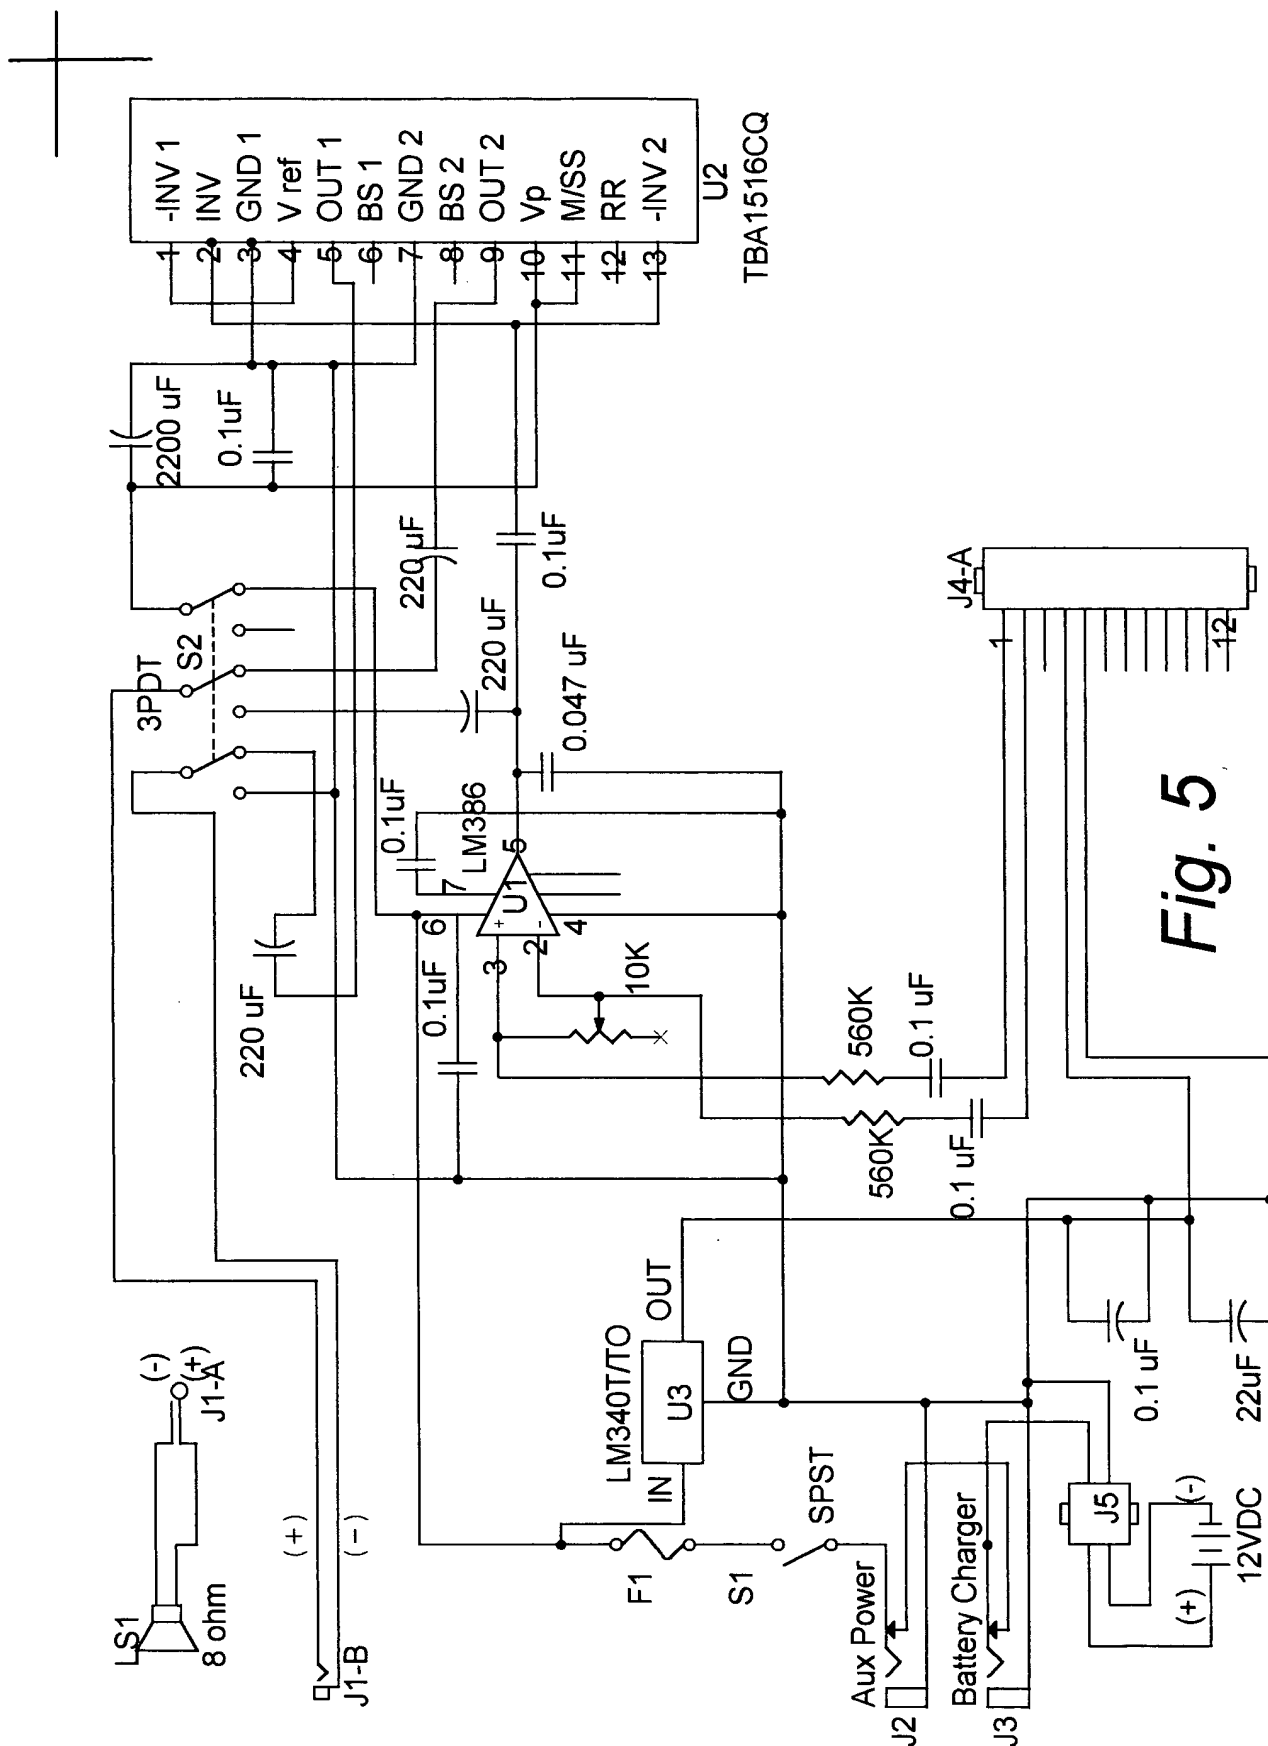 -INV 1
INV
GND 1
V ref
OUT 1
BS 1
GND 2
BS 2
OUT 2
Vp
M/SS
RR
-INV 2
1
2
3
4
5
6
7
8
9
10
11
12
13
U2
TBA1516CQ
2200 uF
0.1uF
220 uF
0.1uF
3PDT
S2
220 uF
0.047 uF
0.1uF
LM386
U1
+
-
7
6
5
3
2
4
220 uF
0.1uF
10K
560K
0.1 uF
560K
0.1 uF
J4-A
1
12
Fig. 5
LS1
8 ohm
(-)
(+)
J1-A
(+)
(-)
J1-B
LM340T/TO
U3
IN
OUT
GND
F1
S1
SPST
Aux Power
J2
Battery Charger
J3
J5
(+)
(-)
12VDC
0.1 uF
22uF